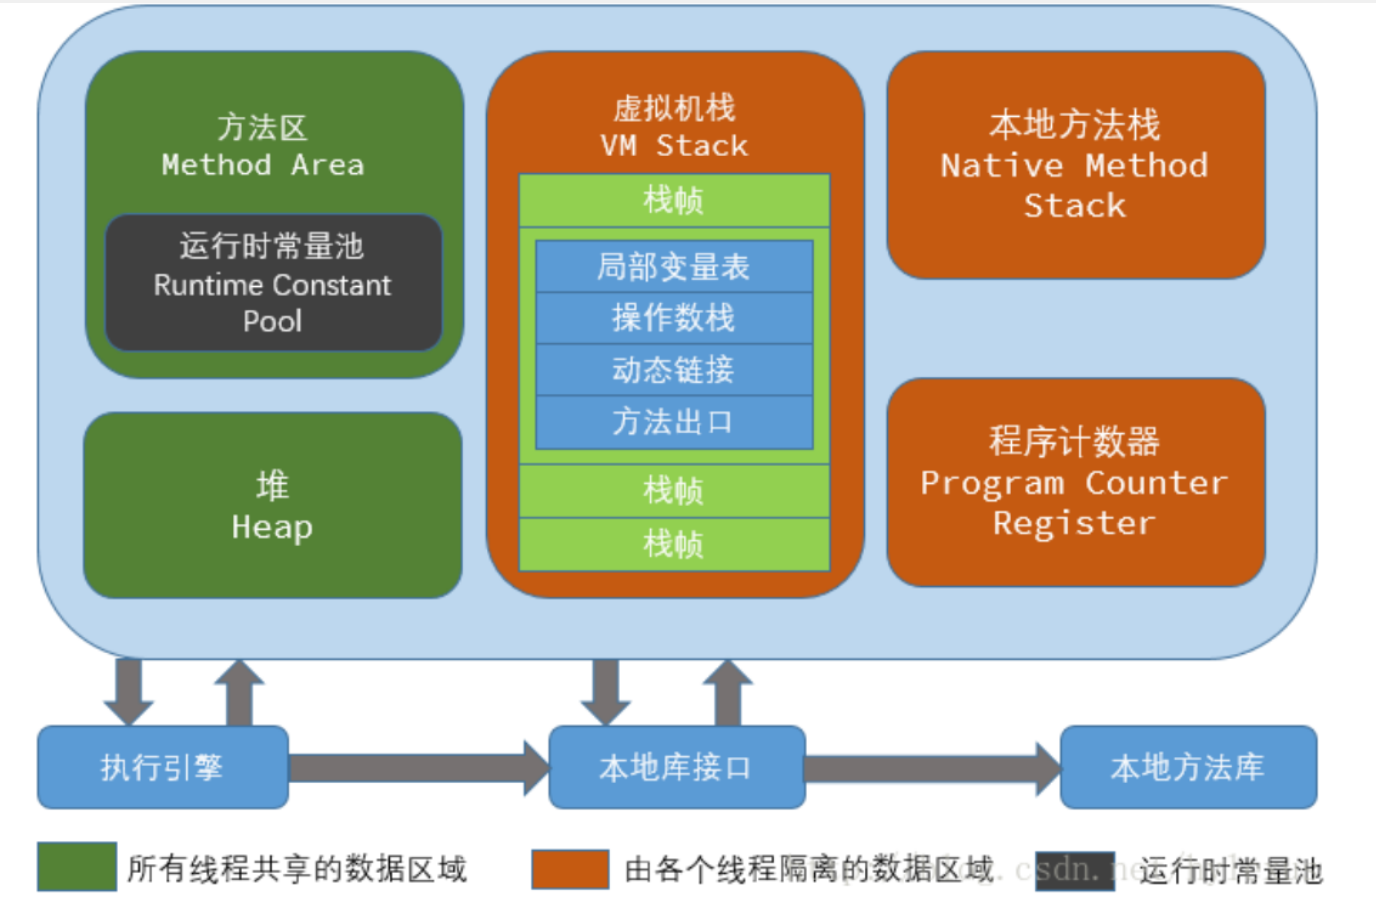 方法区
Method Area
运行时常量池
Runtime Constant
Pool
堆
Heap
虚拟机栈
VM Stack
栈帧
局部变量表
操作数栈
动态链接
方法出口
栈帧
栈帧
本地方法栈
Native Method
Stack
程序计数器
Program Counter
Register
执行引擎
本地库接口
本地方法库
所有线程共享的数据区域
由各个线程隔离的数据区域
运行时常量池